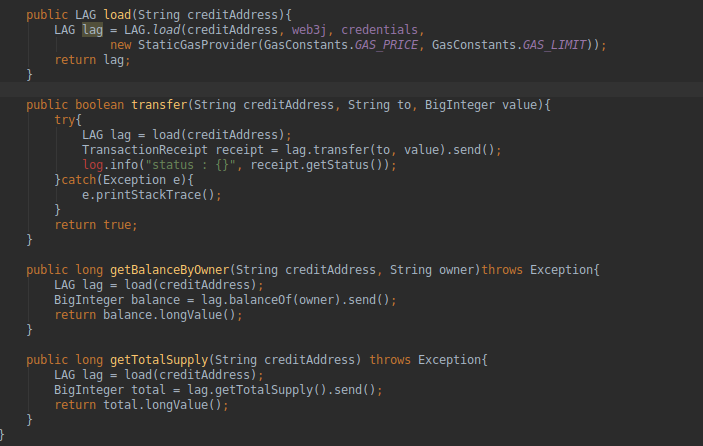 public LAG load(String creditAddress){
LAG lag = LAG.load(creditAddress, web3j, credentials,
new StaticGasProvider(GasConstants.GAS_PRICE, GasConstants.GAS_LIMIT));
return lag;
}
public boolean transfer(String creditAddress, String to, BigInteger value){
try{
LAG lag = load(creditAddress);
TransactionReceipt receipt = lag.transfer(to, value).send();
log.info("status : {}", receipt.getStatus());
}catch(Exception e){
e.printStackTrace();
}
return true;
}
public long getBalanceByOwner(String creditAddress, String owner)throws Exception{
LAG lag = load(creditAddress);
BigInteger balance = lag.balanceOf(owner).send();
return balance.longValue();
}
public long getTotalSupply(String creditAddress) throws Exception{
LAG lag = load(creditAddress);
BigInteger total = lag.getTotalSupply().send();
return total.longValue();
}
}